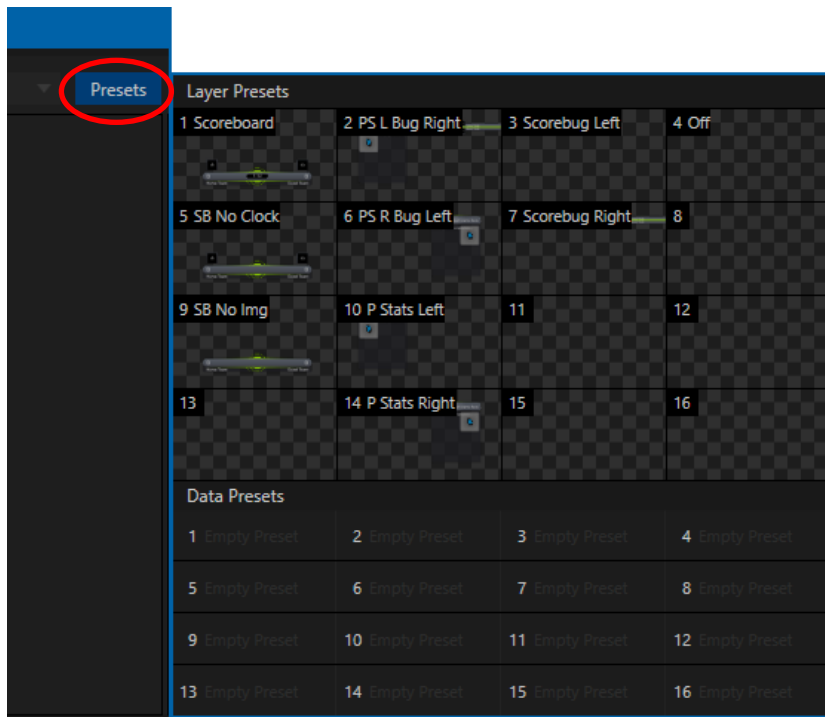 Presets
Layer Presets
1 Scoreboard
2 PS L Bug Right
3 Scorebug Left
4 Off
5 SB No Clock
6 PS R Bug Left
7 Scorebug Right
8
9 SB No Img
10 P Stats Left
11
12
13
14 P Stats Right
15
16
Data Presets
1 Empty Preset
2 Empty Preset
3 Empty Preset
4 Empty Preset
5 Empty Preset
6 Empty Preset
7 Empty Preset
8 Empty Preset
9 Empty Preset
10 Empty Preset
11 Empty Preset
12 Empty Preset
13 Empty Preset
14 Empty Preset
15 Empty Preset
16 Empty Preset